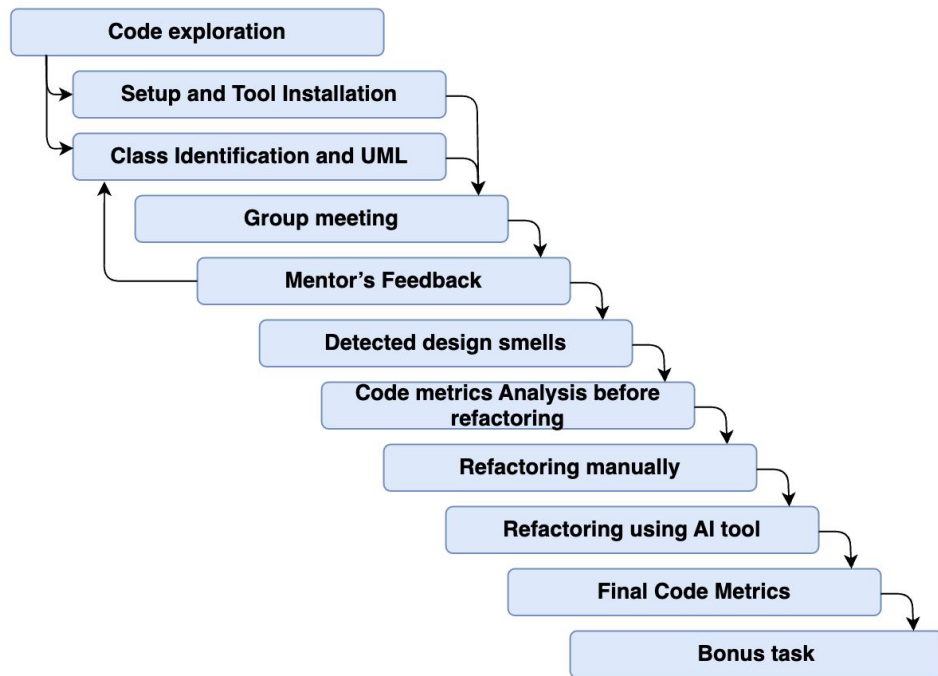 Code exploration
Setup and Tool Installation
Class Identification and UML
Group meeting
Mentor’s Feedback
Detected design smells
Code metrics Analysis before
refactoring
Refactoring manually
Refactoring using AI tool
Final Code Metrics
Bonus task